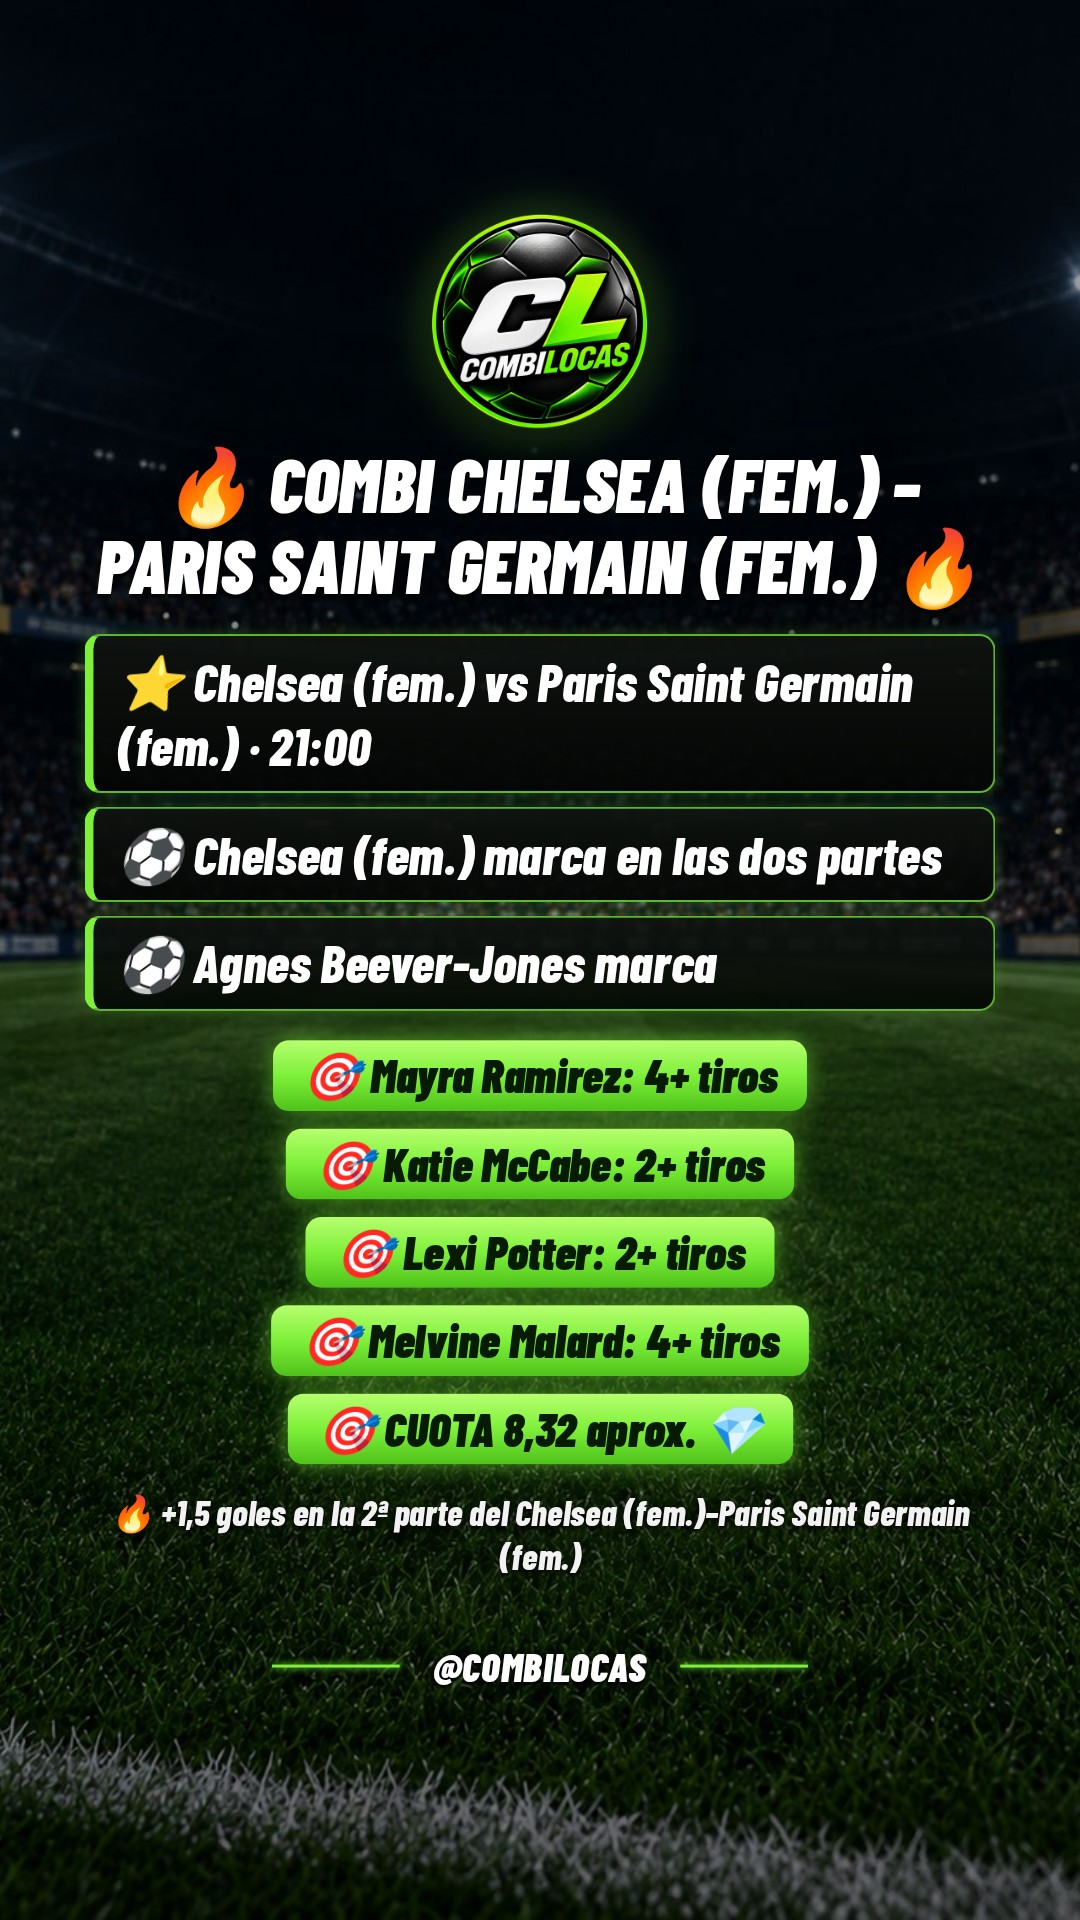 CL
COMBILOCAS
🔥 COMBI CHELSEA (FEM.) -
PARIS SAINT GERMAIN (FEM.) 🔥
⭐ Chelsea (fem.) vs Paris Saint Germain
(fem.) · 21:00
⚽ Chelsea (fem.) marca en las dos partes
⚽ Agnes Beever-Jones marca
🎯 Mayra Ramirez: 4+ tiros
🎯 Katie McCabe: 2+ tiros
🎯 Lexi Potter: 2+ tiros
🎯 Melvine Malard: 4+ tiros
🎯 CUOTA 8,32 aprox. 💎
🔥 +1,5 goles en la 2ª parte del Chelsea (fem.)-Paris Saint Germain
(fem.)
@COMBILOCAS